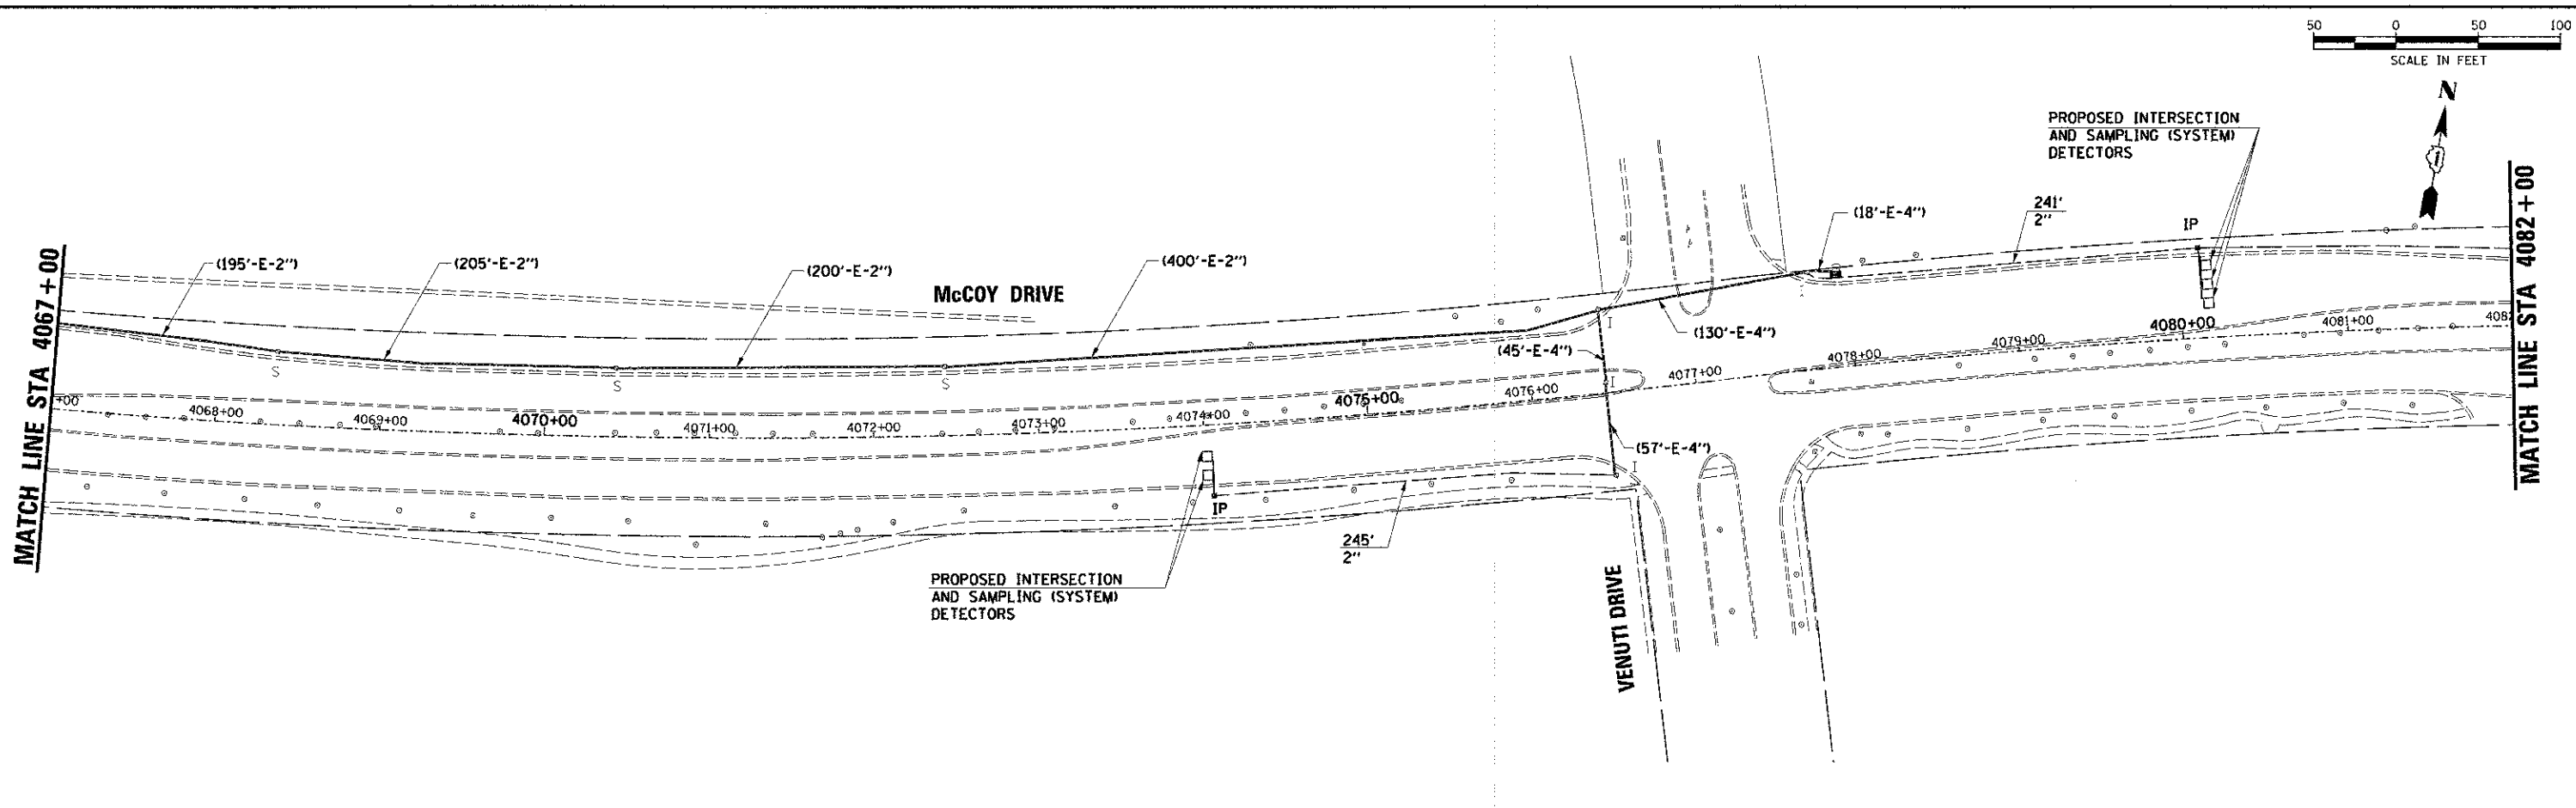 50 0 50 100
SCALE IN FEET
N
1
PROPOSED INTERSECTION
AND SAMPLING (SYSTEM)
DETECTORS
MATCH LINE STA 4067+00
MATCH LINE STA 4082+00
(195'-E-2")
(205'-E-2")
(200'-E-2")
(400'-E-2")
McCOY DRIVE
(18'-E-4")
241'
2"
IP
(130'-E-4")
(45'-E-4")
(57'-E-4")
I
I
I
S
S
S
+00
4068+00
4069+00
4070+00
4071+00
4072+00
4073+00
4074+00
4075+00
4076+00
4077+00
4078+00
4079+00
4080+00
4081+00
4082
IP
245'
2"
PROPOSED INTERSECTION
AND SAMPLING (SYSTEM)
DETECTORS
VENUTI DRIVE